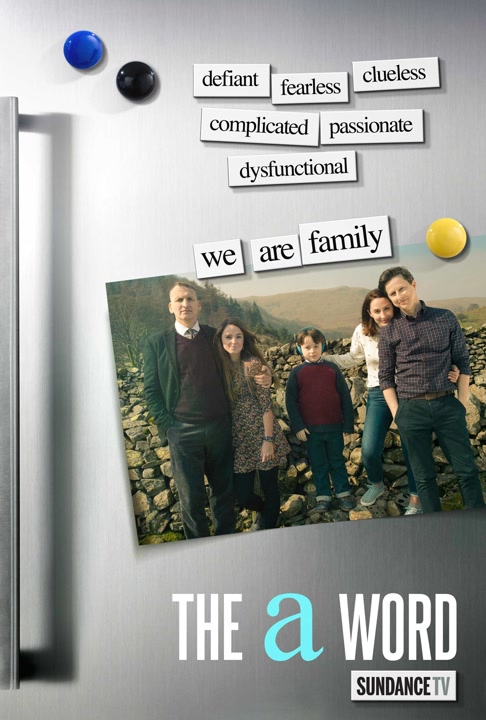 defiant fearless clueless
complicated passionate
dysfunctional
we are family
THE a WORD
SUNDANCE TV